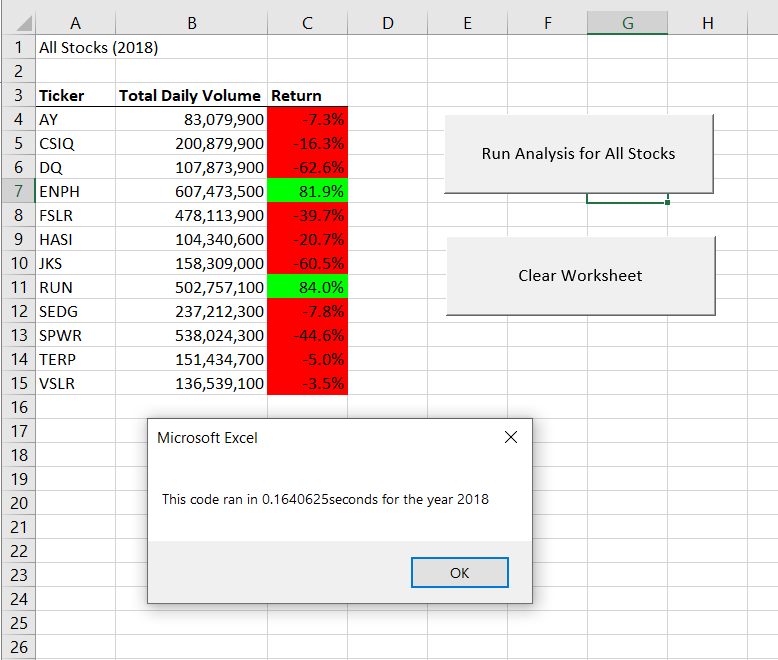 A B C D E F G H
1 All Stocks (2018)
2
3 Ticker Total Daily Volume Return
4 AY 83,079,900 -7.3%
5 CSIQ 200,879,900 -16.3%
6 DQ 107,873,900 -62.6%
7 ENPH 607,473,500 81.9%
8 FSLR 478,113,900 -39.7%
9 HASI 104,340,600 -20.7%
10 JKS 158,309,000 -60.5%
11 RUN 502,757,100 84.0%
12 SEDG 237,212,300 -7.8%
13 SPWR 538,024,300 -44.6%
14 TERP 151,434,700 -5.0%
15 VSLR 136,539,100 -3.5%
Run Analysis for All Stocks
Clear Worksheet
16
17
18
19
20
21
22
23
24
25
26
Microsoft Excel
This code ran in 0.1640625seconds for the year 2018
OK